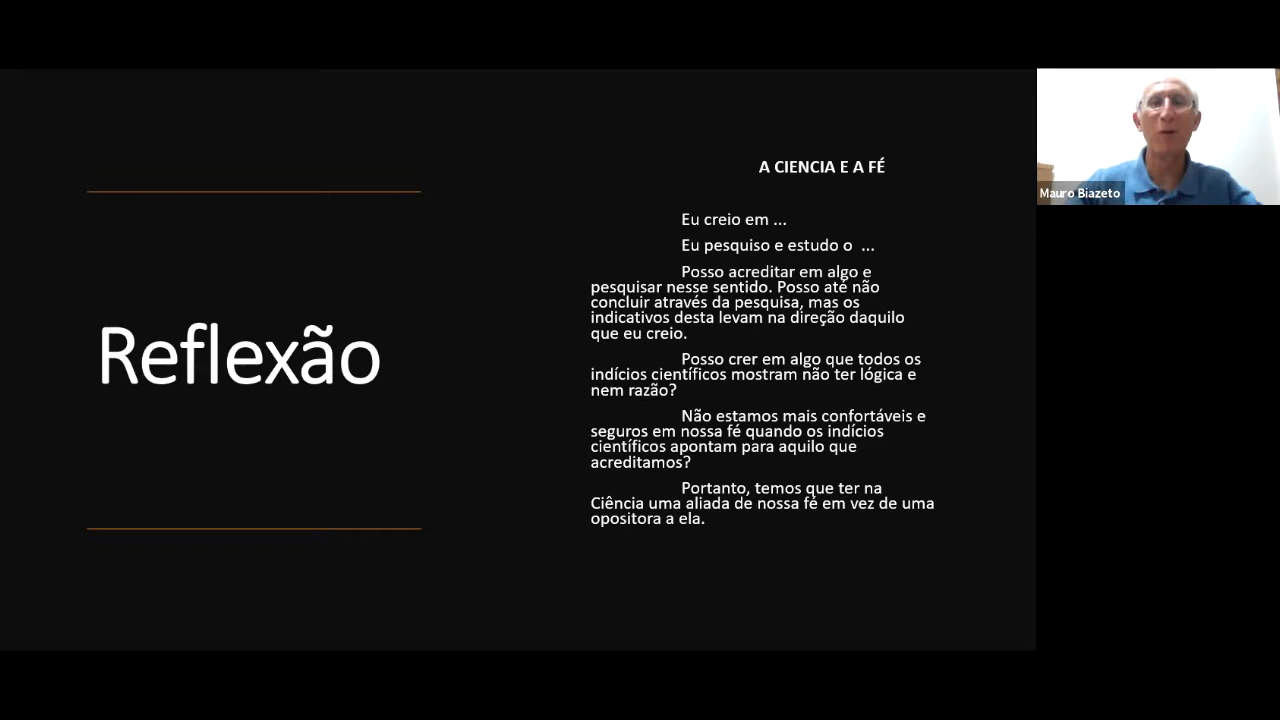 Reflexão
A CIENCIA E A FÉ
Eu creio em ...
Eu pesquiso e estudo o ...
Posso acreditar em algo e
pesquisar nesse sentido. Posso até não
concluir através da pesquisa, mas os
indicativos desta levam na direção daquilo
que eu creio.
Posso crer em algo que todos os
indícios científicos mostram não ter lógica e
nem razão?
Não estamos mais confortáveis e
seguros em nossa fé quando os indícios
científicos apontam para aquilo que
acreditamos?
Portanto, temos que ter na
Ciência uma aliada de nossa fé em vez de uma
opositora a ela.
Mauro Biazeto